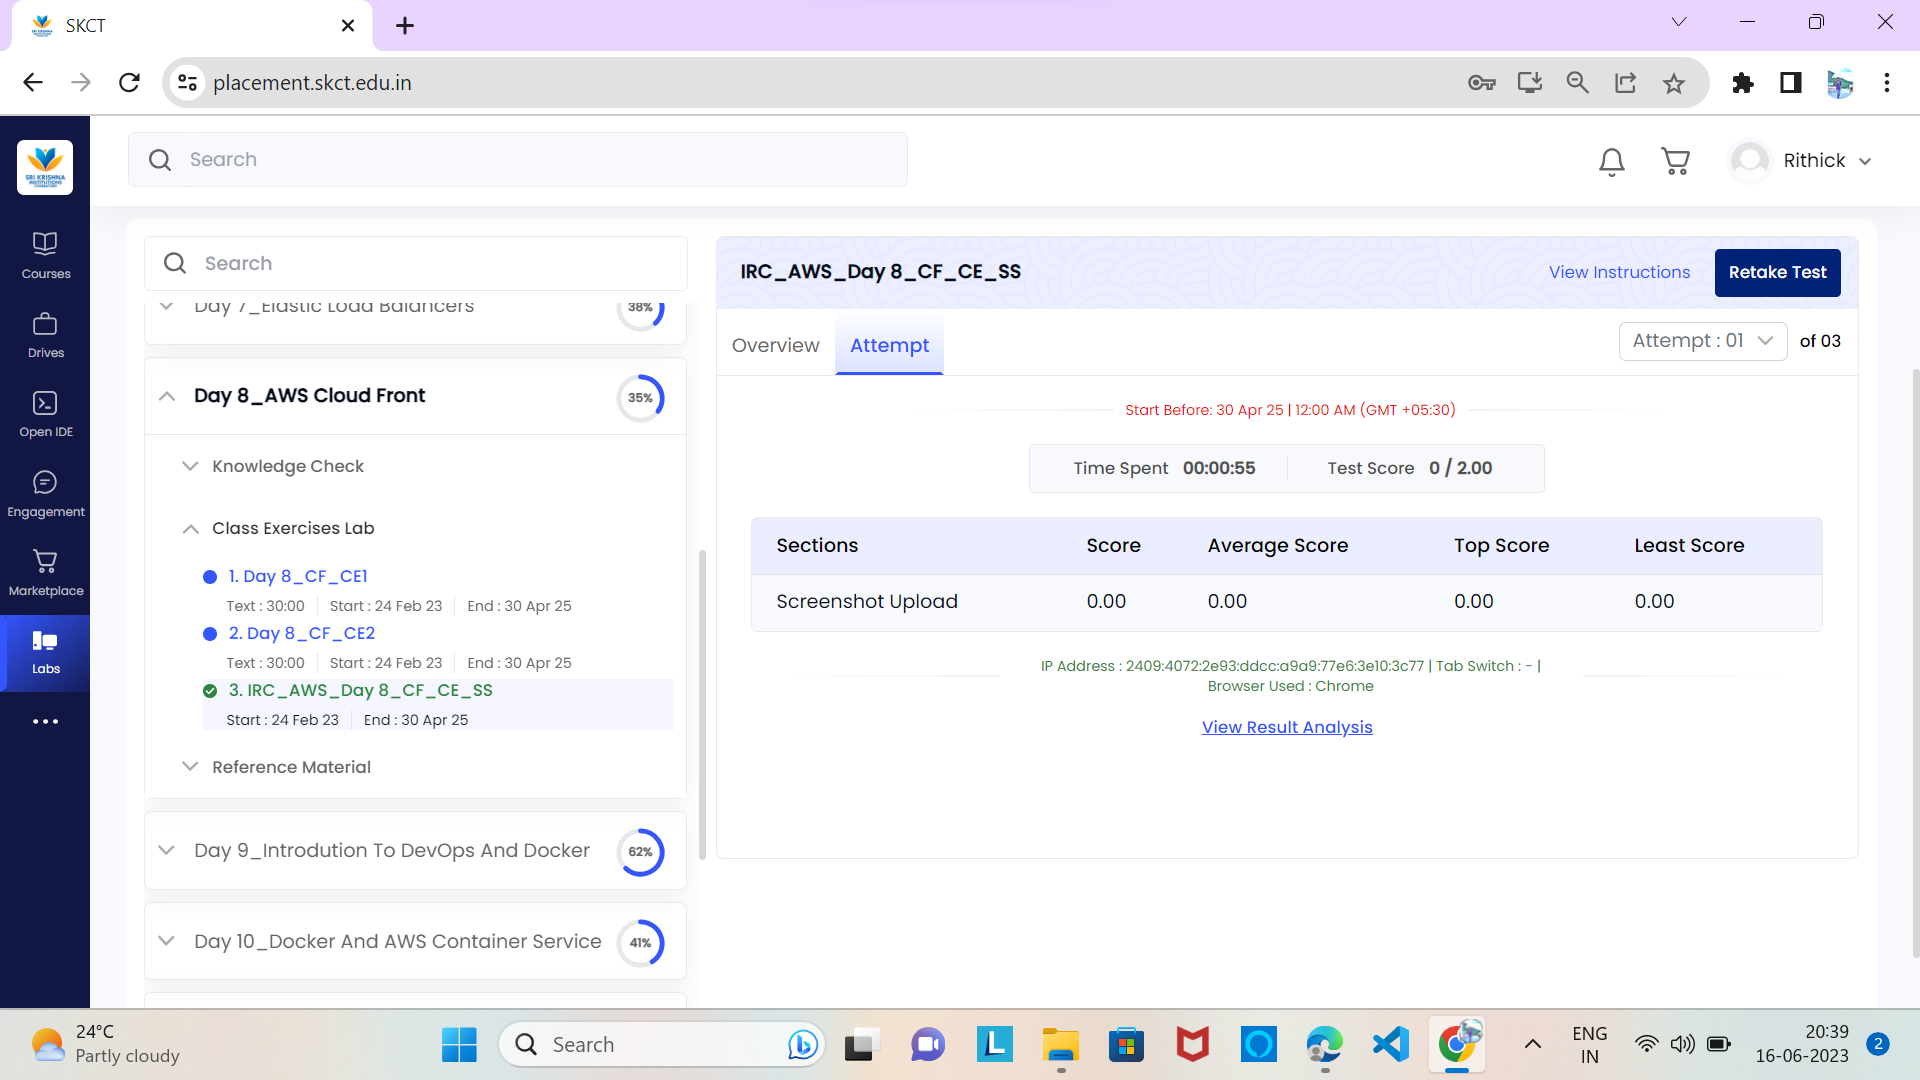 SKCT
placement.skct.edu.in
SRI KRISHNA
INSTITUTIONS
Search
Rithick
Courses
Drives
Open IDE
Engagement
Marketplace
Labs
Search
Day 7_Elastic Load Balancers
38%
Day 8_AWS Cloud Front
35%
Knowledge Check
Class Exercises Lab
1. Day 8_CF_CE1
Text : 30:00 Start : 24 Feb 23 End : 30 Apr 25
2. Day 8_CF_CE2
Text : 30:00 Start : 24 Feb 23 End : 30 Apr 25
3. IRC_AWS_Day 8_CF_CE_SS
Start : 24 Feb 23 End : 30 Apr 25
Reference Material
Day 9_Introdution To DevOps And Docker
62%
Day 10_Docker And AWS Container Service
41%
IRC_AWS_Day 8_CF_CE_SS
View Instructions
Retake Test
Overview
Attempt
Attempt : 01
of 03
Start Before: 30 Apr 25 | 12:00 AM (GMT +05:30)
Time Spent 00:00:55 Test Score 0 / 2.00
Sections Score Average Score Top Score Least Score
Screenshot Upload 0.00 0.00 0.00 0.00
IP Address : 2409:4072:2e93:ddcc:a9a9:77e6:3e10:3c77 | Tab Switch : - |
Browser Used : Chrome
View Result Analysis
24°C
Partly cloudy
Search
ENG
IN
20:39
16-06-2023
2